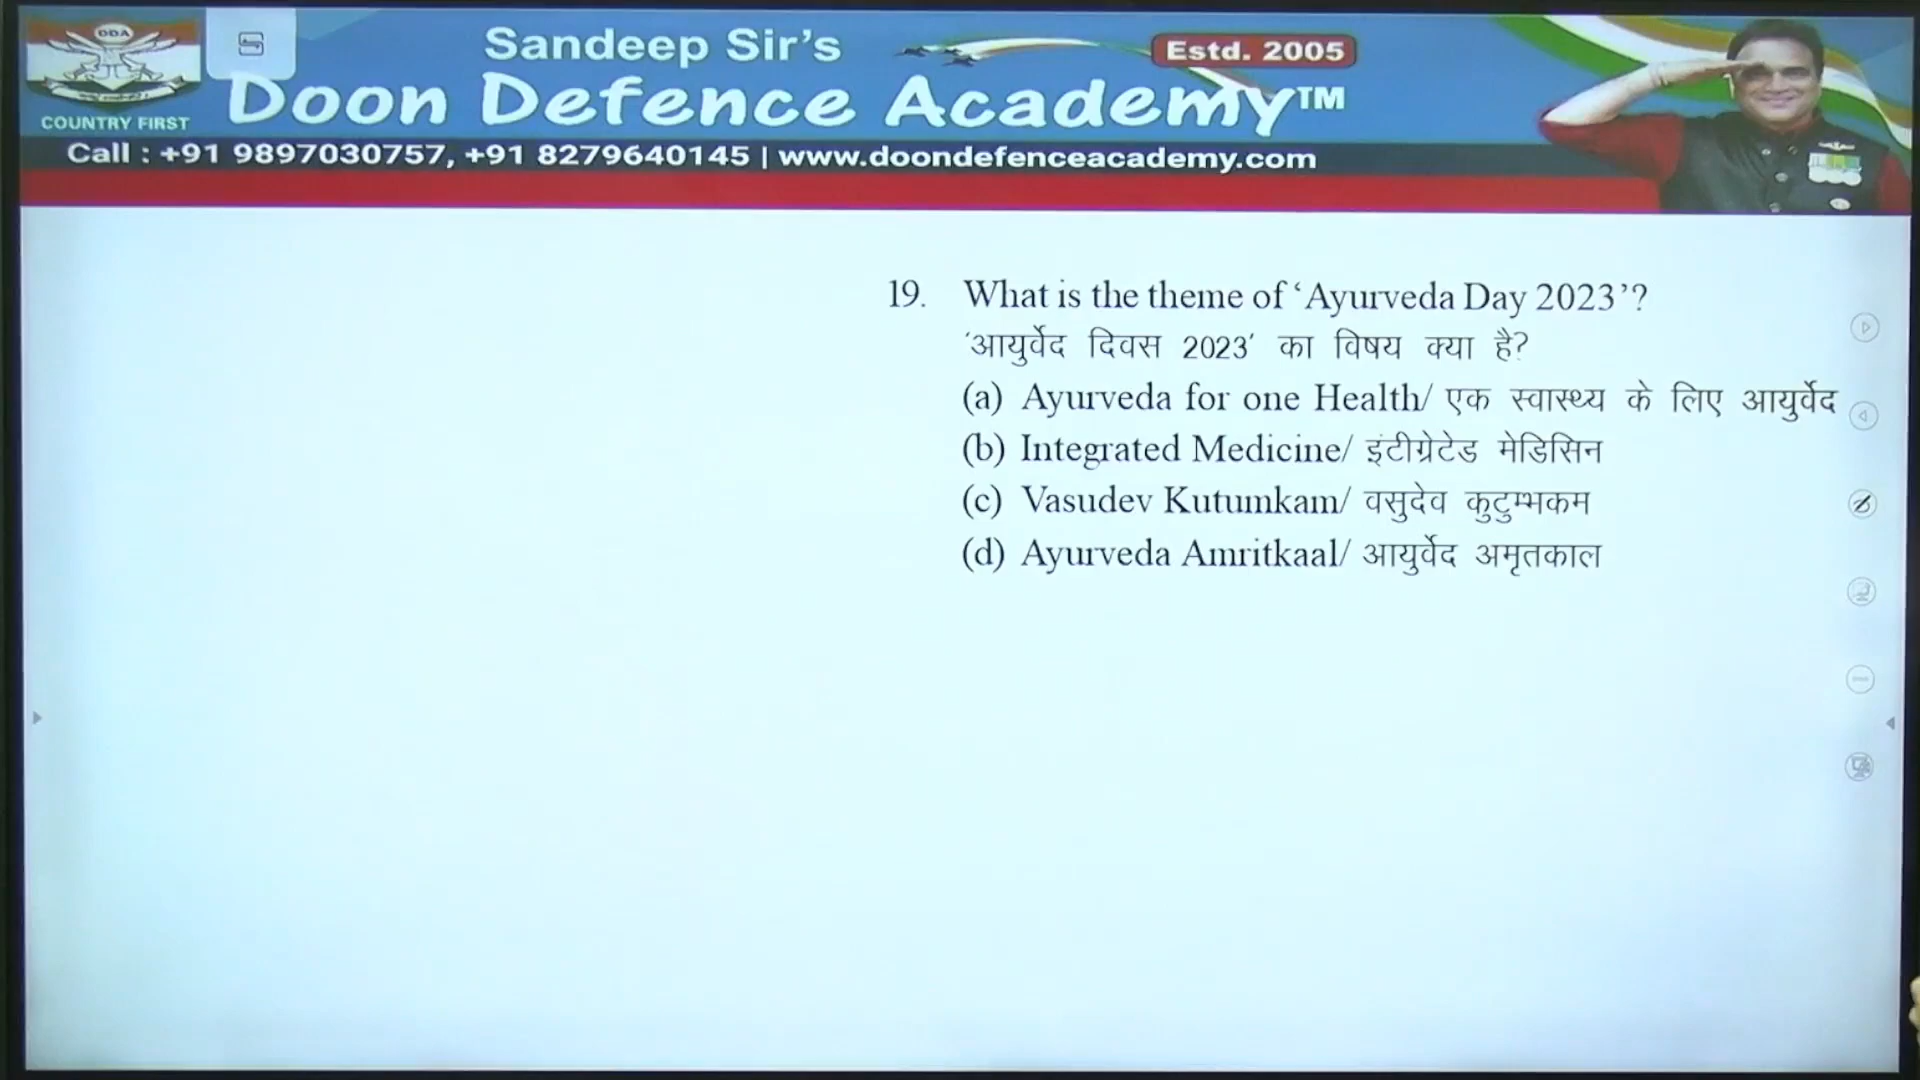 DDA
COUNTRY FIRST
Sandeep Sir's
Estd. 2005
Doon Defence Academy™
Call : +91 9897030757, +91 8279640145 | www.doondefenceacademy.com
19. What is the theme of ‘Ayurveda Day 2023’?
‘आयुर्वेद दिवस 2023’ का विषय क्या है?
(a) Ayurveda for one Health/ एक स्वास्थ्य के लिए आयुर्वेद
(b) Integrated Medicine/ इंटीग्रेटेड मेडिसिन
(c) Vasudev Kutumkam/ वसुदेव कुटुम्भकम
(d) Ayurveda Amritkaal/ आयुर्वेद अमृतकाल